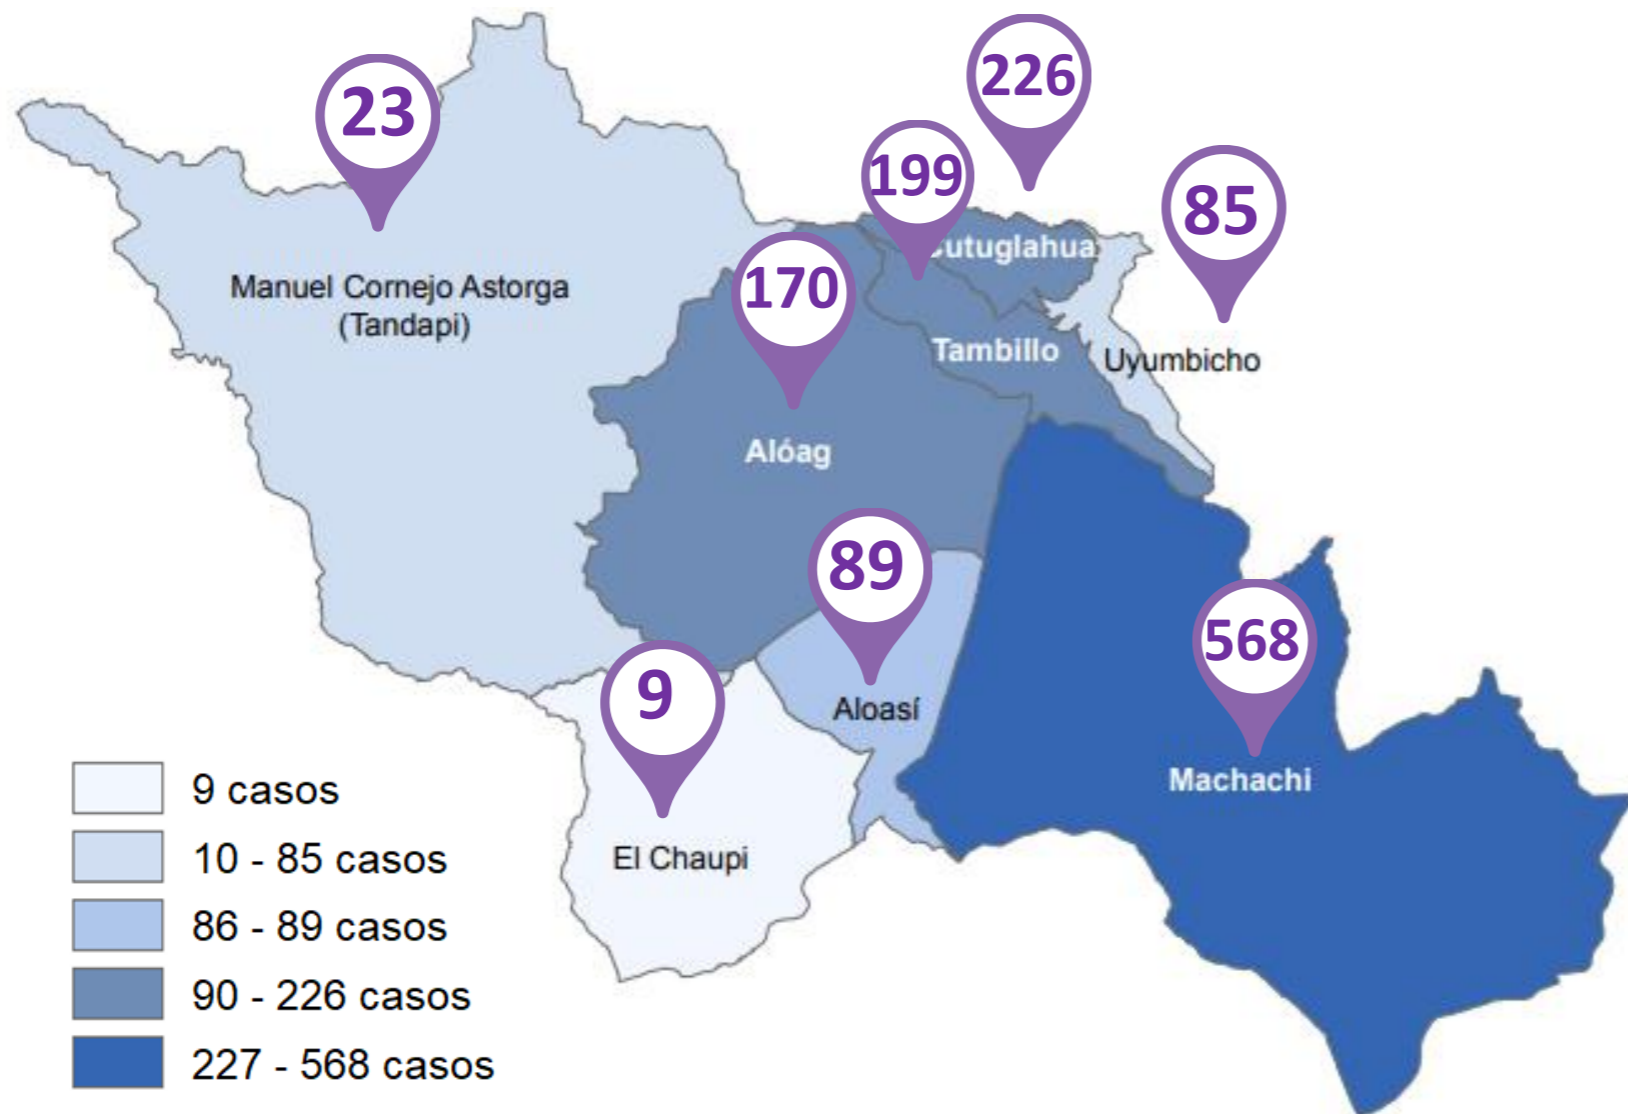 226
23
199
85
Cutuglahua
170
Manuel Cornejo Astorga
(Tandapi)
Tambillo
Uyumbicho
Alóag
89
568
9
Aloasí
Machachi
El Chaupi
9 casos
10 - 85 casos
86 - 89 casos
90 - 226 casos
227 - 568 casos